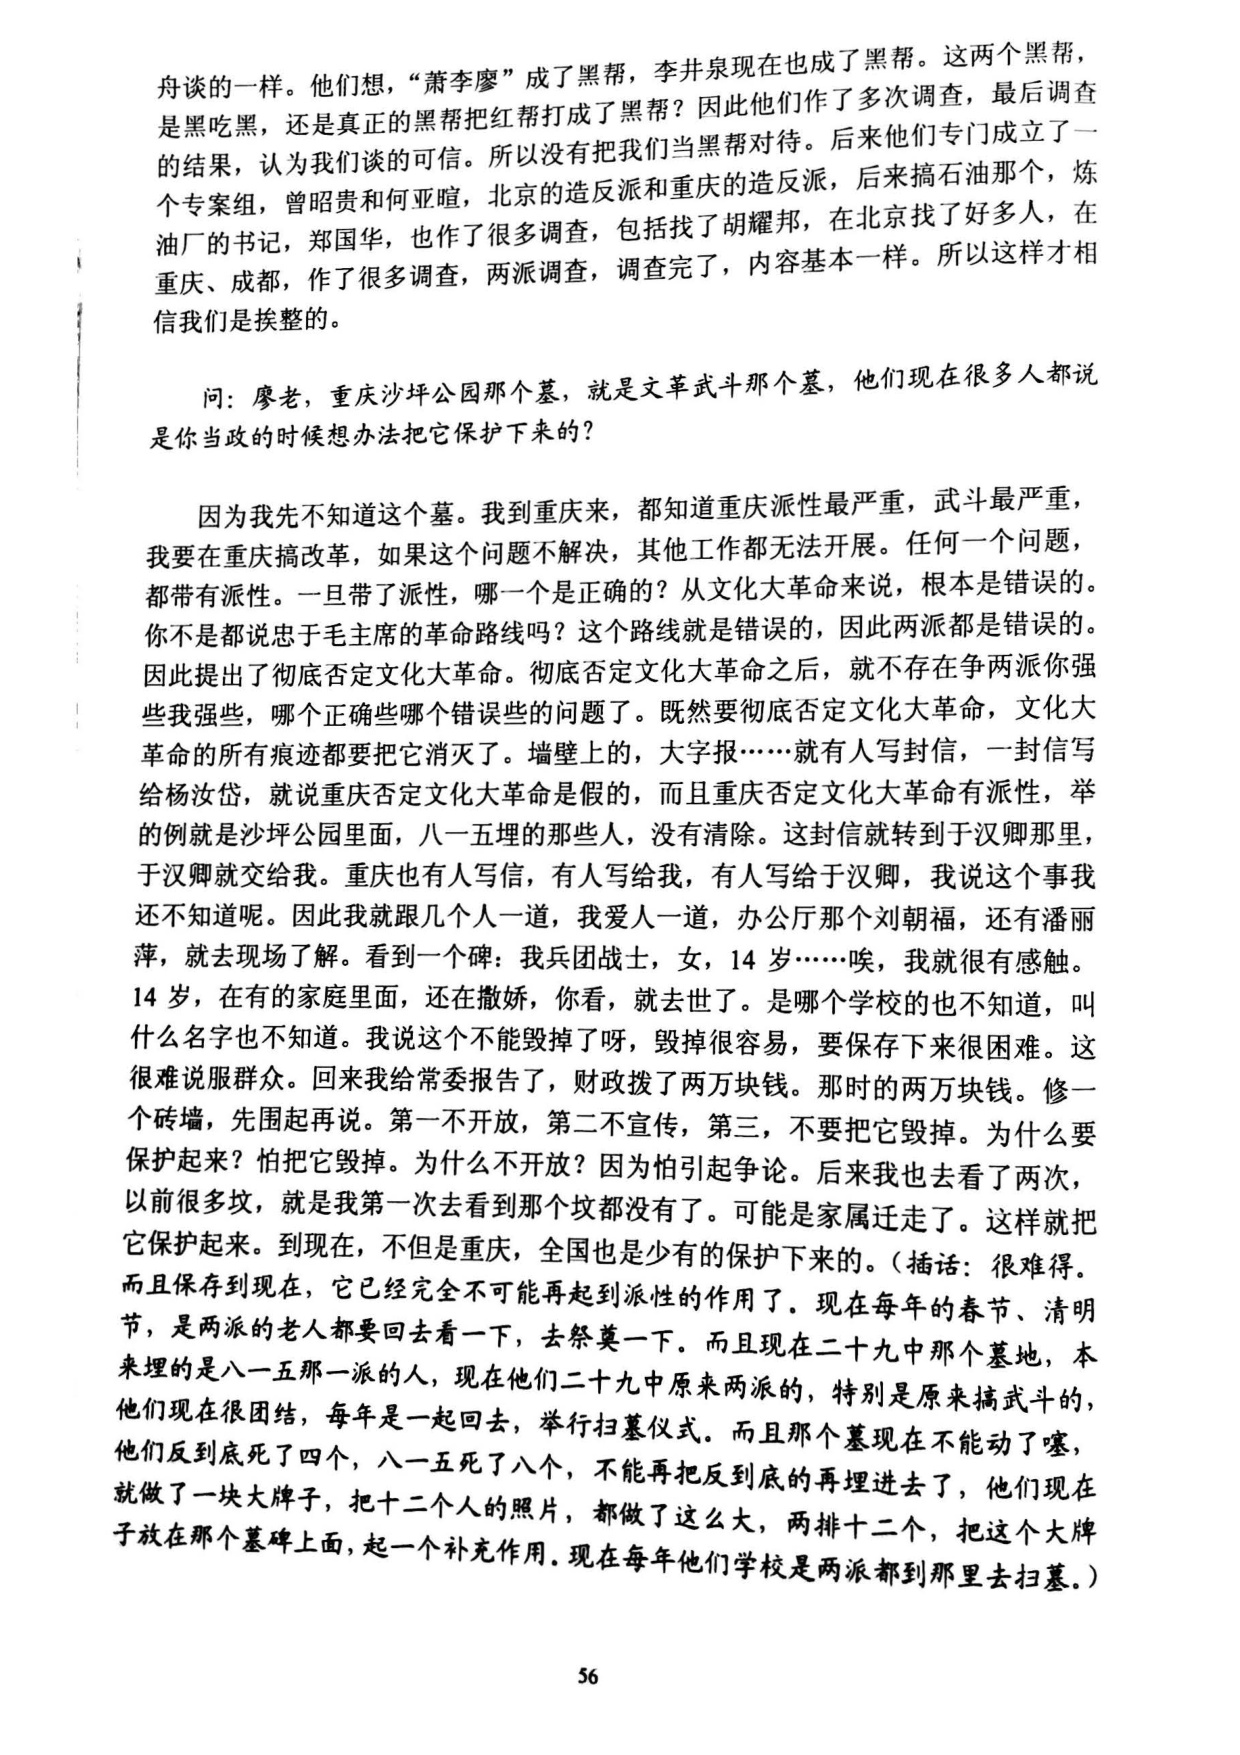 舟谈的一样。他们想，“萧李廖”成了黑帮，李井泉现在也成了黑帮。这两个黑帮，
是黑吃黑，还是真正的黑帮把红帮打成了黑帮？因此他们作了多次调查，最后调查
的结果，认为我们谈的可信。所以没有把我们当黑帮对待。后来他们专门成立了一
个专案组，曾昭贵和何亚暄，北京的造反派和重庆的造反派，后来搞石油那个，炼
油厂的书记，郑国华，也作了很多调查，包括找了胡耀邦，在北京找了好多人，在
重庆、成都，作了很多调查，两派调查，调查完了，内容基本一样。所以这样才相
信我们是挨整的。
问：廖老，重庆沙坪公园那个墓，就是文革武斗那个墓，他们现在很多人都说
是你当政的时候想办法把它保护下来的？
因为我先不知道这个墓。我到重庆来，都知道重庆派性最严重，武斗最严重，
我要在重庆搞改革，如果这个问题不解决，其他工作都无法开展。任何一个问题，
都带有派性。一旦带了派性，哪一个是正确的？从文化大革命来说，根本是错误的。
你不是都说忠于毛主席的革命路线吗？这个路线就是错误的，因此两派都是错误的。
因此提出了彻底否定文化大革命。彻底否定文化大革命之后，就不存在争两派你强
些我强些，哪个正确些哪个错误些的问题了。既然要彻底否定文化大革命，文化大
革命的所有痕迹都要把它消灭了。墙壁上的，大字报……就有人写封信，一封信写
给杨汝岱，就说重庆否定文化大革命是假的，而且重庆否定文化大革命有派性，举
的例就是沙坪公园里面，八一五埋的那些人，没有清除。这封信就转到于汉卿那里，
于汉卿就交给我。重庆也有人写信，有人写给我，有人写给于汉卿，我说这个事我
还不知道呢。因此我就跟几个人一道，我爱人一道，办公厅那个刘朝福，还有潘丽
萍，就去现场了解。看到一个碑：我兵团战士，女，14 岁……唉，我就很有感触。
14 岁，在有的家庭里面，还在撒娇，你看，就去世了。是哪个学校的也不知道，叫
什么名字也不知道。我说这个不能毁掉了呀，毁掉很容易，要保存下来很困难。这
很难说服群众。回来我给常委报告了，财政拨了两万块钱。那时的两万块钱。修一
个砖墙，先围起再说。第一不开放，第二不宣传，第三，不要把它毁掉。为什么要
保护起来？怕把它毁掉。为什么不开放？因为怕引起争论。后来我也去看了两次，
以前很多坟，就是我第一次去看到那个坟都没有了。可能是家属迁走了。这样就把
它保护起来。到现在，不但是重庆，全国也是少有的保护下来的。（插话：很难得。
而且保存到现在，它已经完全不可能再起到派性的作用了。现在每年的春节、清明
节，是两派的老人都要回去看一下，去祭奠一下。而且现在二十九中那个墓地，本
来埋的是八一五那一派的人，现在他们二十九中原来两派的，特别是原来搞武斗的，
他们现在很团结，每年是一起回去，举行扫墓仪式。而且那个墓现在不能动了噻，
他们反到底死了四个，八一五死了八个，不能再把反到底的再埋进去了，他们现在
就做了一块大牌子，把十二个人的照片，都做了这么大，两排十二个，把这个大牌
子放在那个墓碑上面，起一个补充作用。现在每年他们学校是两派都到那里去扫墓。）
56